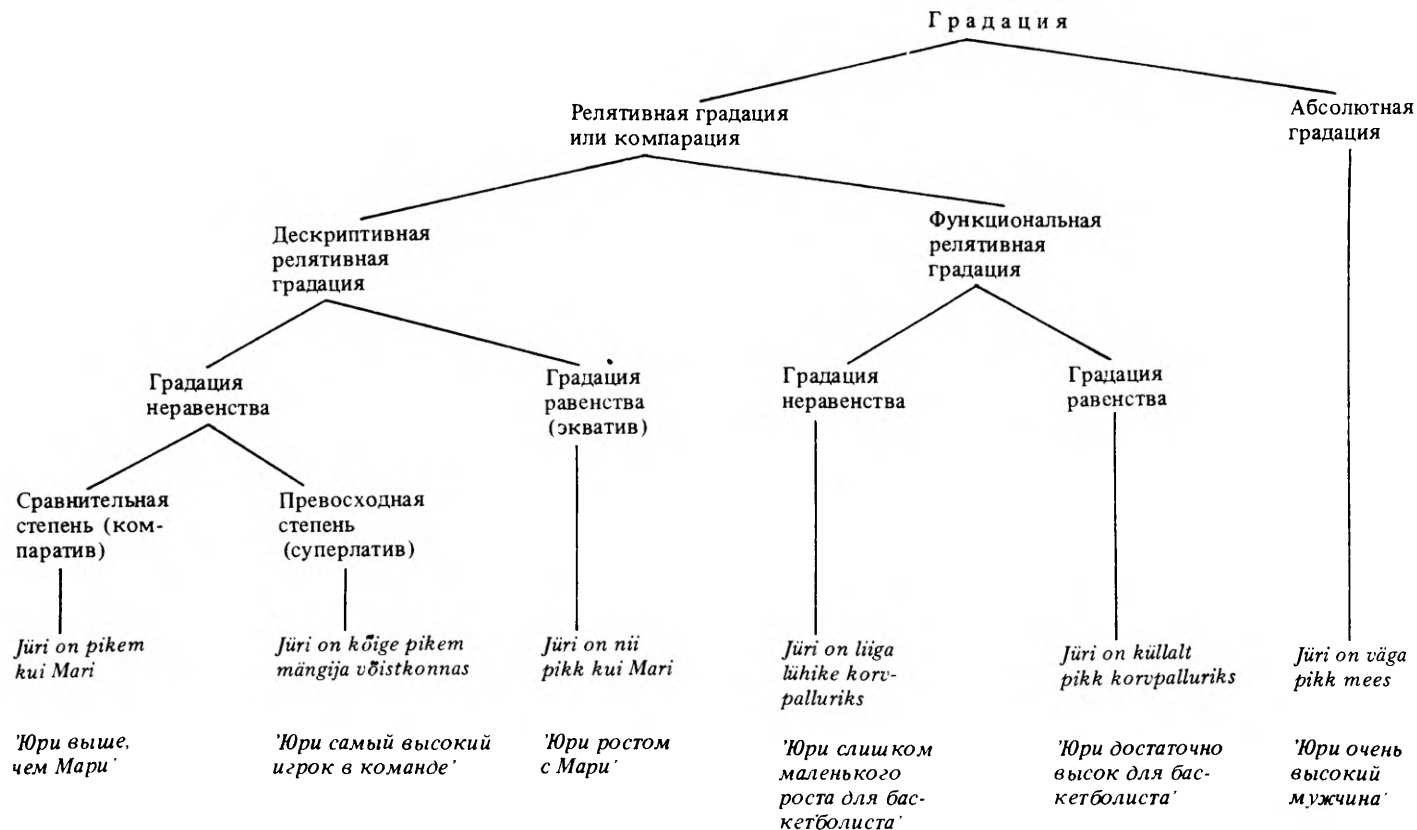 Градация
Релятивная градация
или компарация
Абсолютная
градация
Дескриптивная
релятивная
градация
Функциональная
релятивная
градация
Градация
неравенства
Градация
равенства
(экватив)
Градация
неравенства
Градация
равенства
Сравнительная
степень (ком-
паратив)
Превосходная
степень
(суперлатив)
Jüri on pikem
kui Mari
Jüri on kõige pikem
mängija võistkonnas
Jüri on nii
pikk kui Mari
Jüri on liiga
lühike korv-
palluriks
Jüri on küllalt
pikk korvpalluriks
Jüri on väga
pikk mees
'Юри выше,
чем Мари'
'Юри самый высокий
игрок в команде'
'Юри ростом
с Мари'
'Юри слишком
маленького
роста для бас-
кетболиста'
'Юри достаточно
высок для бас-
кетболиста'
'Юри очень
высокий
мужчина'